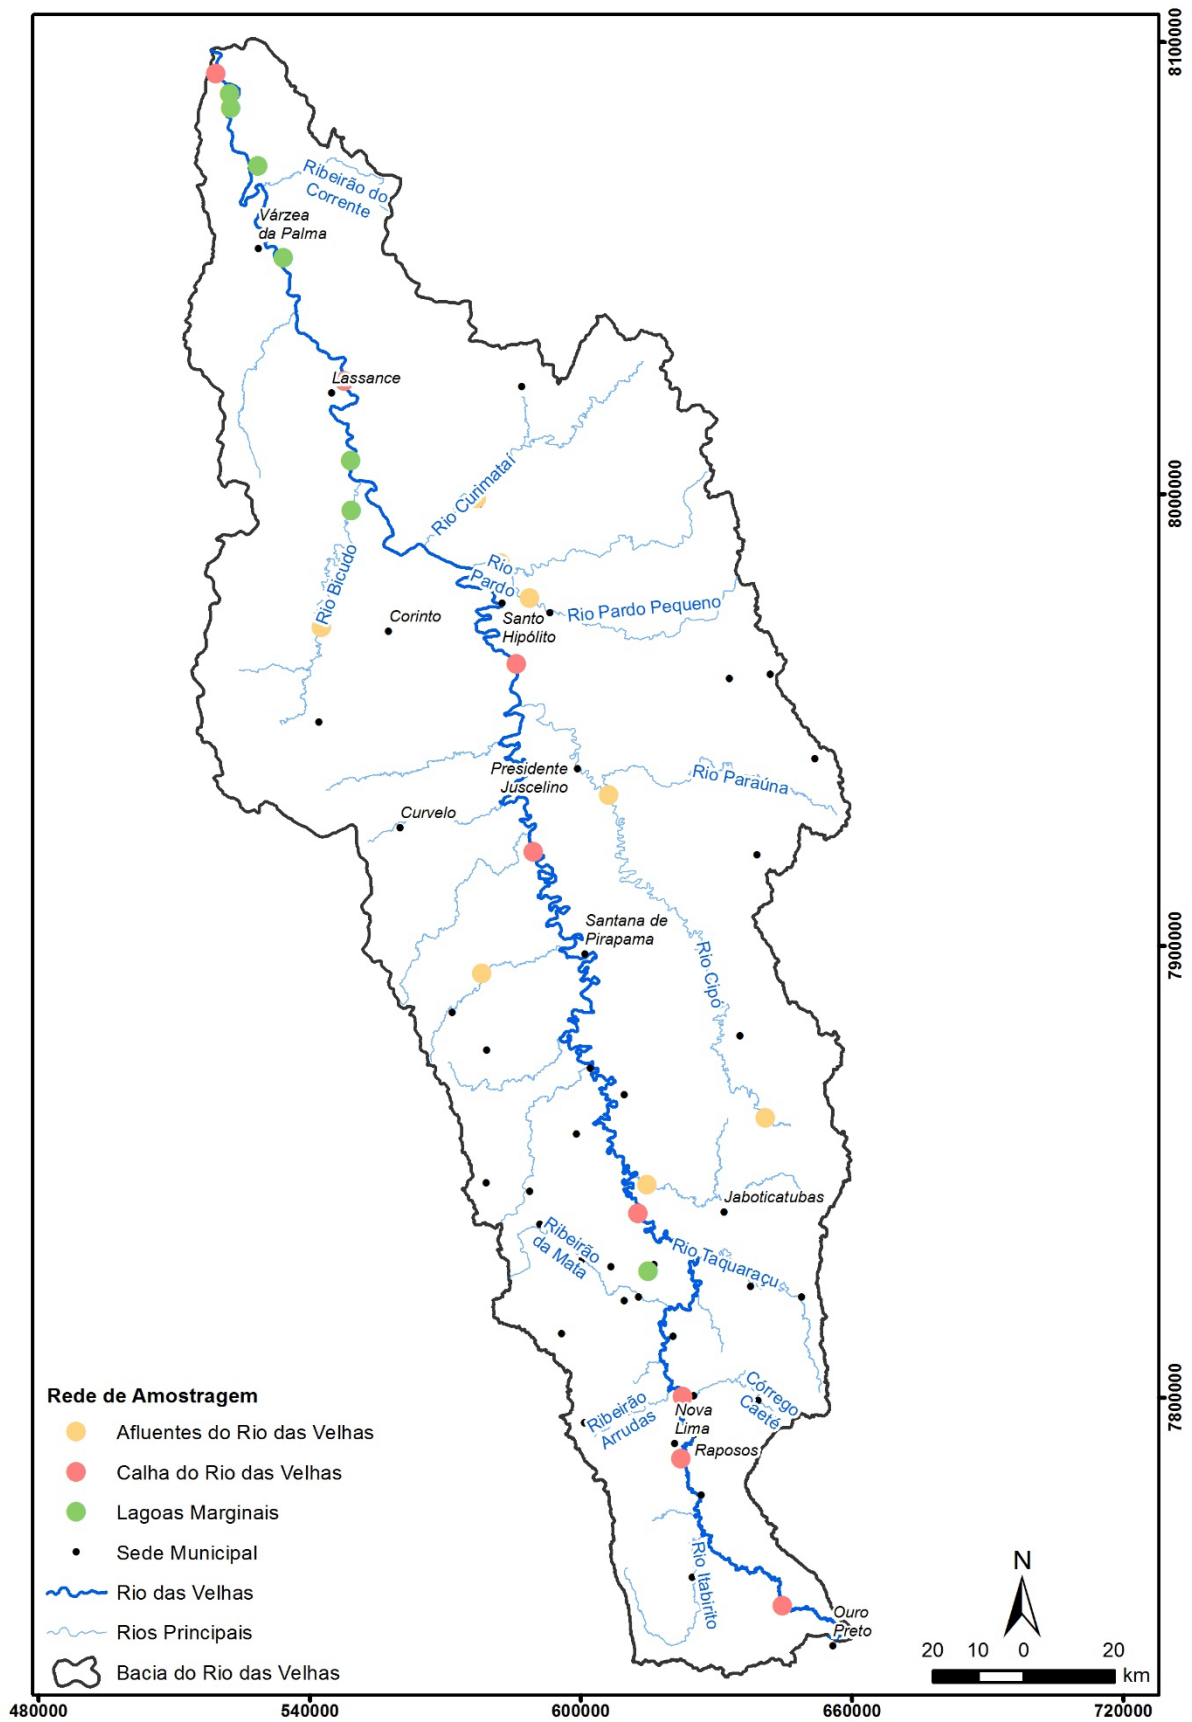 8100000
Ribeirão do
Corrente
Várzea
da Palma
Lassance
Rio Curimataí
8000000
Rio
Pardo
Rio Pardo Pequeno
Rio Bicudo
Corinto
Santo
Hipólito
Presidente
Juscelino
Rio Paraúna
Curvelo
Santana de
Pirapama
7900000
Rio Cipó
Jaboticatubas
Ribeirão
da Mata
Rio Taquaraçu
Córrego
Caeté
7800000
Ribeirão
Arrudas
Nova
Lima
Raposos
Rio Itabirito
Ouro
Preto
Rede de Amostragem
Afluentes do Rio das Velhas
Calha do Rio das Velhas
Lagoas Marginais
Sede Municipal
Rio das Velhas
Rios Principais
Bacia do Rio das Velhas
N
20 10 0 20
km
480000 540000 600000 660000 720000